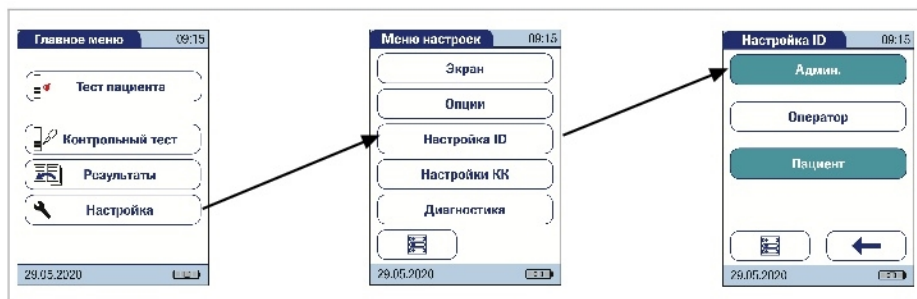 Главное меню 09:15
Тест пациента
Контрольный тест
Результаты
Настройка
29.05.2020
Меню настроек 09:15
Экран
Опции
Настройка ID
Настройки КК
Диагностика
29.05.2020
Настройка ID 09:15
Админ.
Оператор
Пациент
29.05.2020